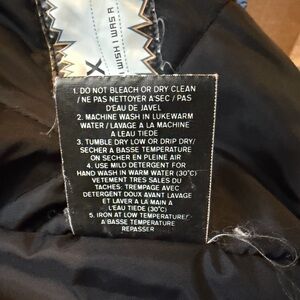 X
I WISH I WAS A
1. DO NOT BLEACH OR DRY CLEAN
/ NE PAS NETTOYER A SEC / PAS
D'EAU DE JAVEL
2. MACHINE WASH IN LUKEWARM
WATER / LAVAGE A LA MACHINE
A L'EAU TIEDE
3. TUMBLE DRY LOW OR DRIP DRY/
SECHER A BASSE TEMPERATURE
OU SECHER EN PLEINE AIR
4. USE MILD DETERGENT FOR
HAND WASH IN WARM WATER (30°C)
VETEMENT TRES SALES DU
TACHES: TREMPAGE AVEC
DETERGENT DOUX AVANT LAVAGE
ET LAVER A LA MAIN A
L'EAU TIEDE (30°C)
5. IRON AT LOW TEMPERATURE/
A BASSE TEMPERATURE
REPASSER